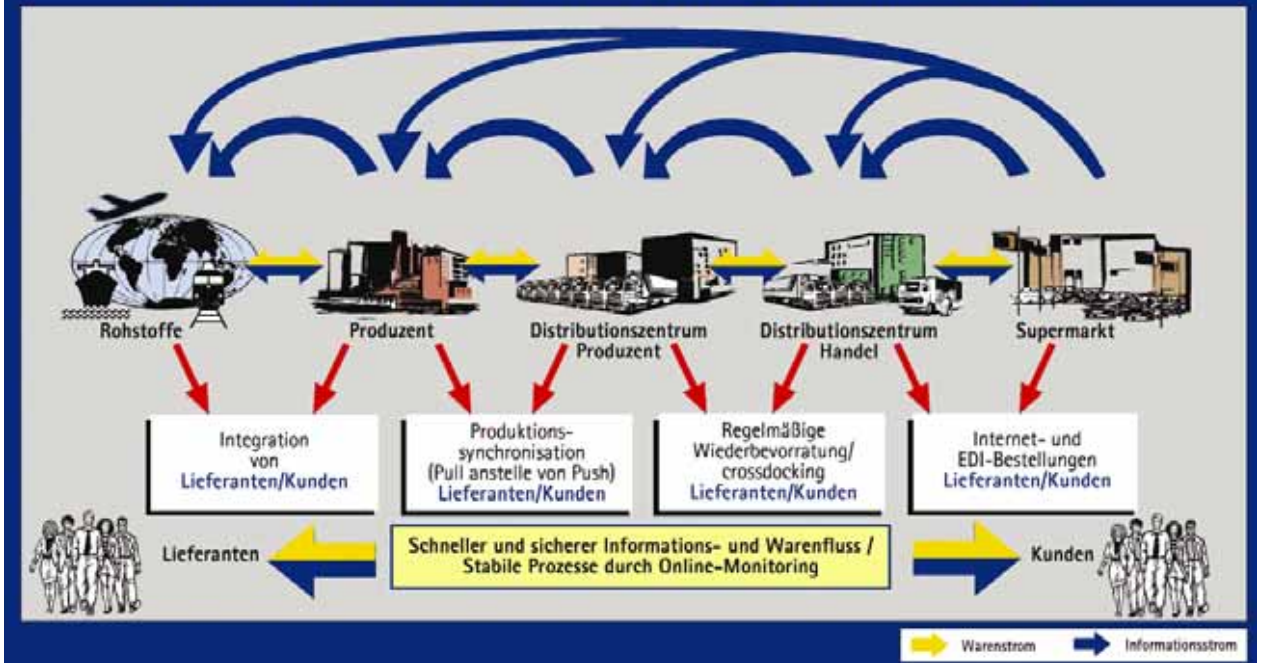 Rohstoffe
Produzent
Distributionszentrum
Produzent
Distributionszentrum
Handel
Supermarkt
Integration
von
Lieferanten/Kunden
Produktions-
synchronisation
(Pull anstelle von Push)
Lieferanten/Kunden
Regelmäßige
Wiederbevorratung/
crossdocking
Lieferanten/Kunden
Internet- und
EDI-Bestellungen
Lieferanten/Kunden
Lieferanten
Schneller und sicherer Informations- und Warenfluss /
Stabile Prozesse durch Online-Monitoring
Kunden
Warenstrom
Informationsstrom